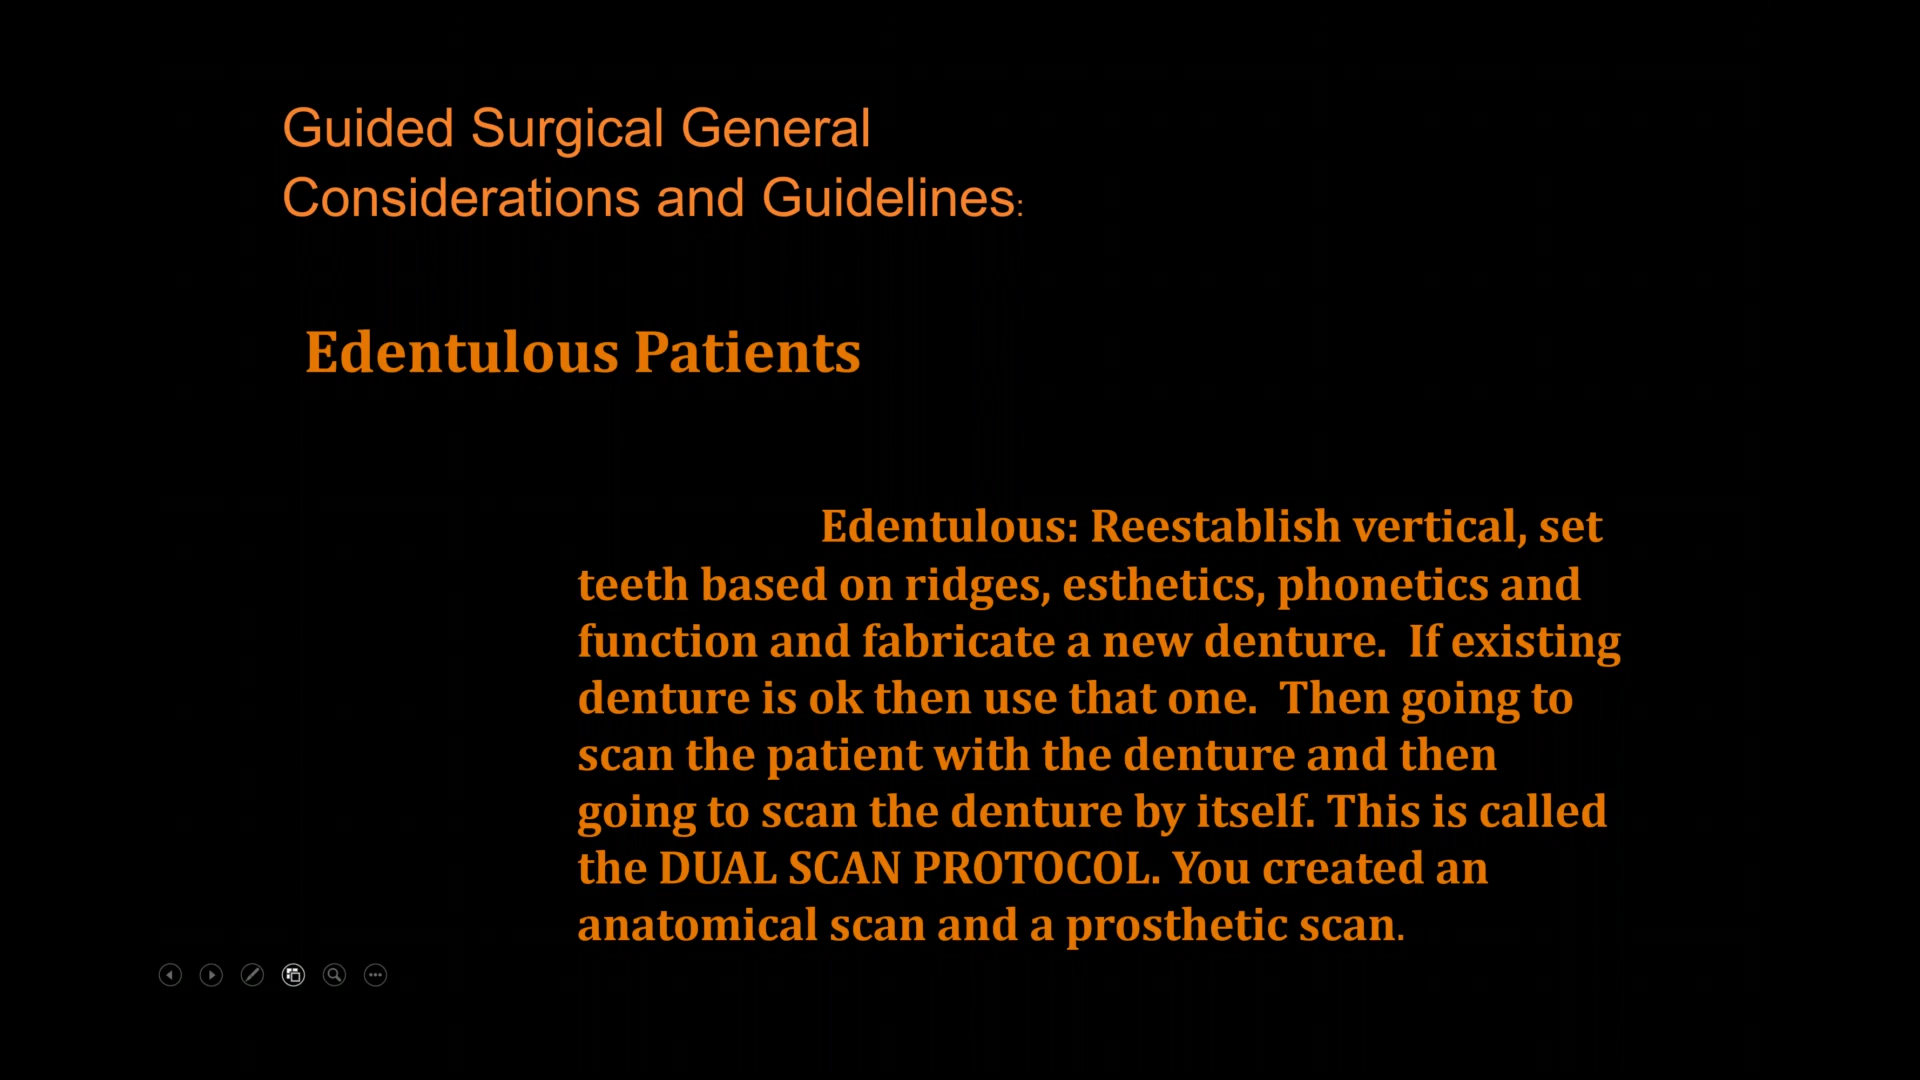 Guided Surgical General
Considerations and Guidelines:
Edentulous Patients
Edentulous: Reestablish vertical, set
teeth based on ridges, esthetics, phonetics and
function and fabricate a new denture.  If existing
denture is ok then use that one.  Then going to
scan the patient with the denture and then
going to scan the denture by itself. This is called
the DUAL SCAN PROTOCOL. You created an
anatomical scan and a prosthetic scan.